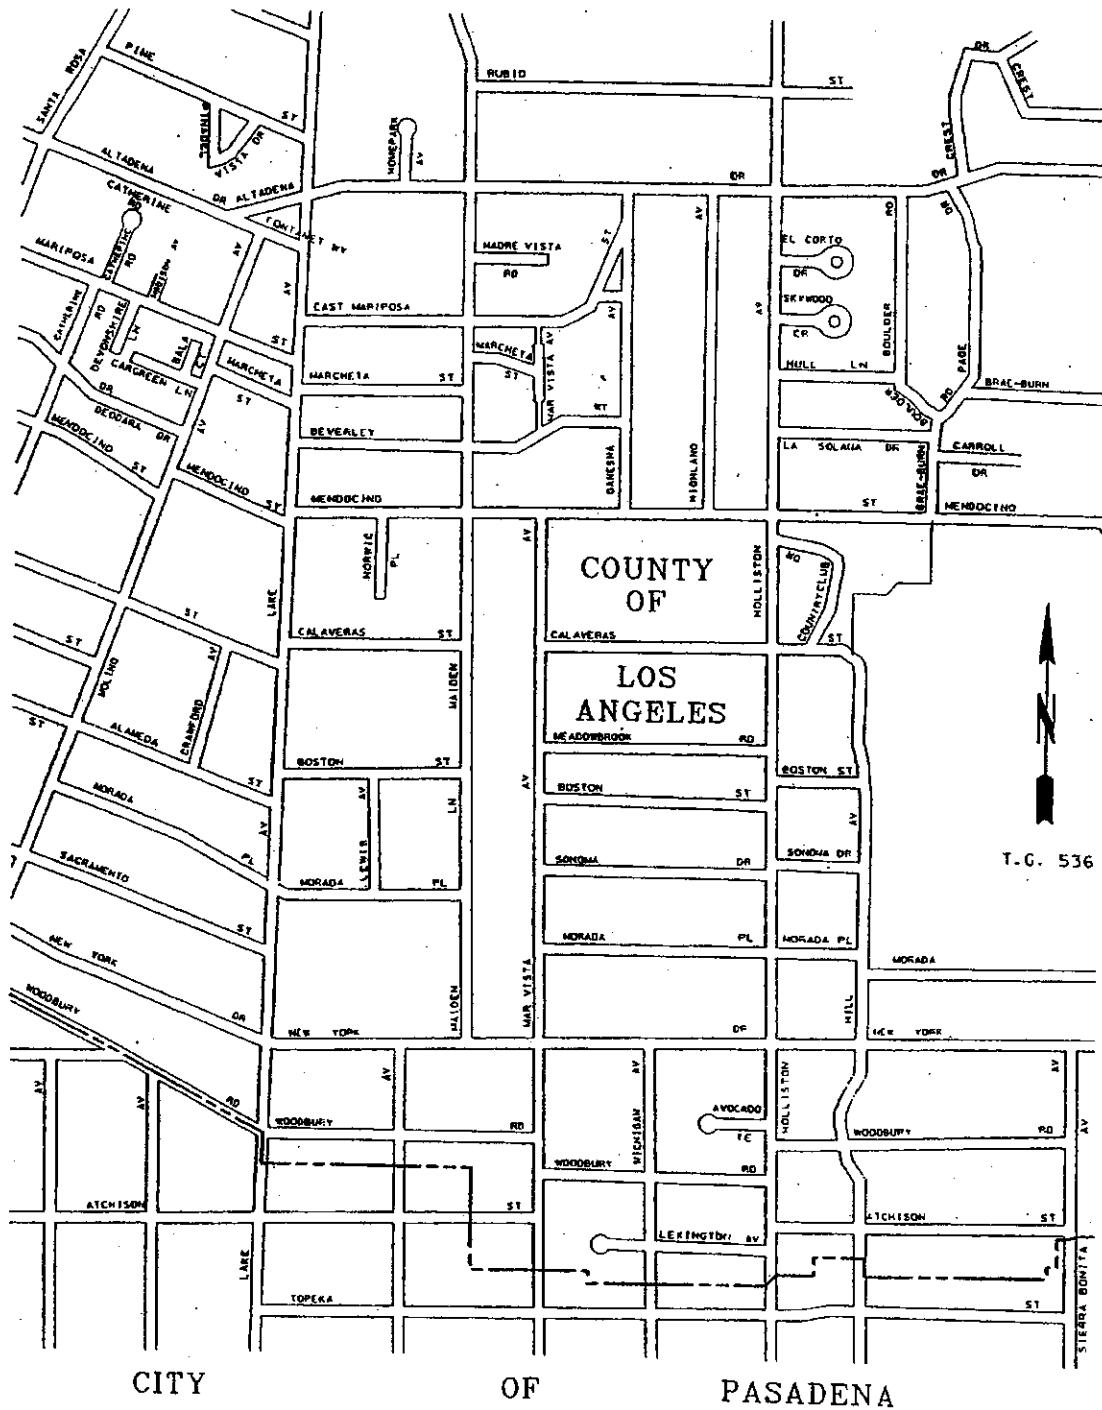 DR
CREST
CREST
ROSA
SANTA
PINE
ST
RUBIO
ST
VISTA DR
HOMEPARK
AV
ALTADENA
DR ALTADENA
DR
DR
CATHERINE
RD
FONTANET WY
MARIPOSA
CATHERINE
RD
AV
AV
MADRE VISTA
RD
ST
AV
EL CORTO
DR
RD
DR
CATHERINE
RD
DEVONSHIRE
LN
BALA
CT
CARGREEN LN
EAST MARIPOSA
ST
AV
AV
SKYWOOD
CR
BOULDER
PAGE
MARCHETA
ST
MARCHETA
ST
MARCHETA
ST
MAR VISTA AV
HULL LN
BRAE-BURN
BOULDER
RD
DR
DEODARA DR
MENDOCINO
ST
AV
BEVERLEY
ST
LA SOLANA DR
CARROLL
DR
MENDOCINO
ST
MENDOCINO
GANESHA
HIGHLAND
ST
BRAE-BURN
MENDOCINO
NORWIC
PL
AV
COUNTY
OF
HOLLISTON
RD
COUNTRYCLUB
LAKE
ST
CALAVERAS
ST
CALAVERAS
ST
ST
MOLINO
AV
CRAWFORD
MAIDEN
LOS
ANGELES
MEADOWBROOK
RD
N
ST
ALAMEDA
ST
BOSTON
ST
BOSTON ST
MORADA
PL
AV
AV
LEWIS
LN
AV
BOSTON
ST
AV
SACRAMENTO
ST
MORADA
PL
SONOMA
DR
SONOMA DR
T.G. 536
NEW YORK
DR
MORADA
PL
MORADA PL
MORADA
WOODBURY
RD
NEW YORK
MAIDEN
MAR VISTA
DR
HILL
NEW YORK
AV
AV
AV
AV
HOLLISTON
AV
AVOCADO
TE
WOODBURY
RD
MICHIGAN
WOODBURY
RD
WOODBURY
RD
AV
ATCHISON
ST
ATCHISON
ST
LEXINGTON AV
LAKE
TOPEKA
ST
SIERRA BONITA
CITY
OF
PASADENA